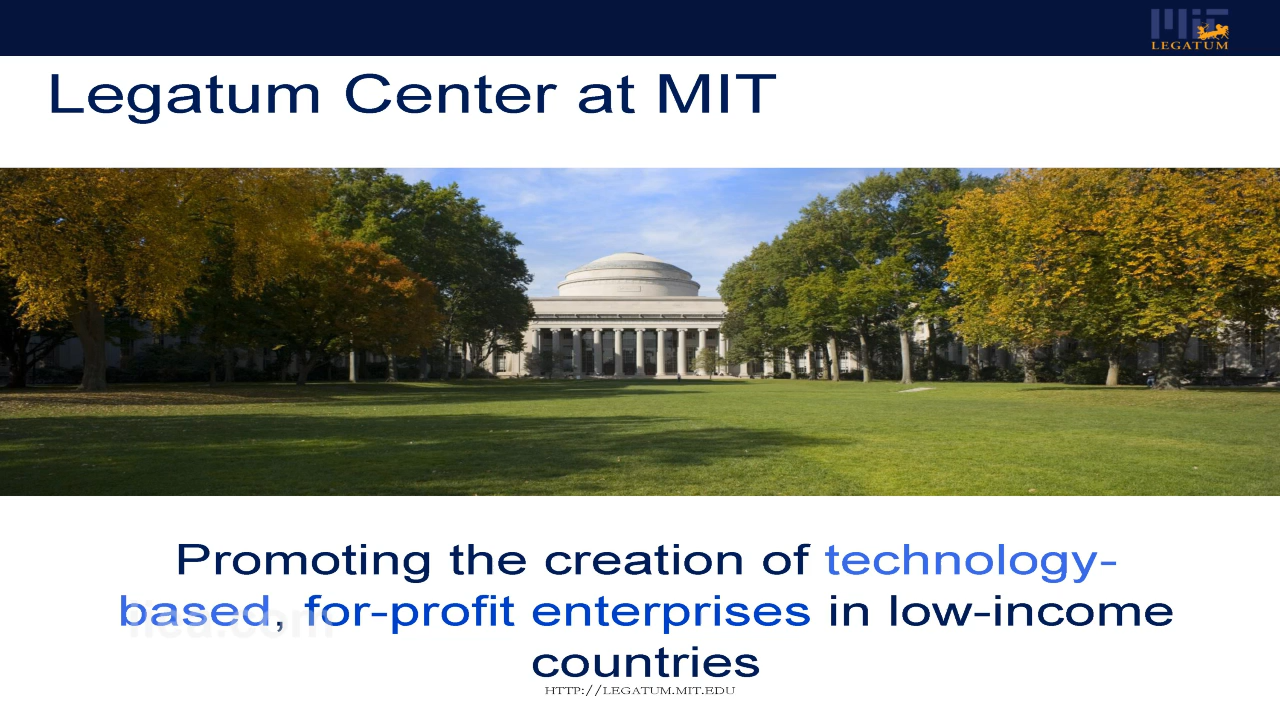 MIT
LEGATUM
Legatum Center at MIT
Promoting the creation of technology-
based, for-profit enterprises in low-income
countries
HTTP://LEGATUM.MIT.EDU